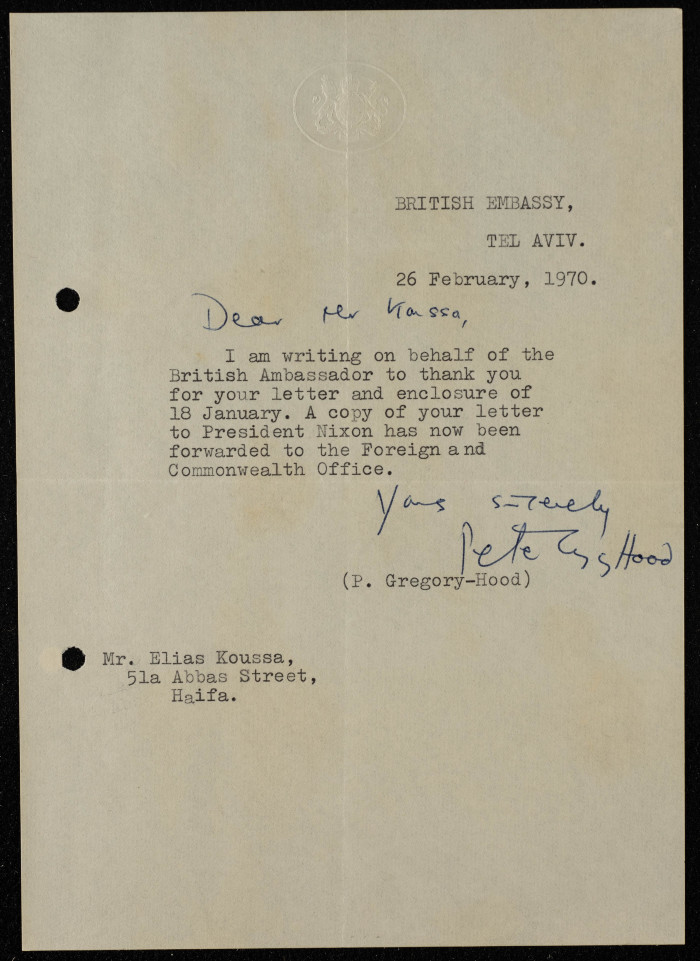 BRITISH EMBASSY,
TEL AVIV.
26 February, 1970.
Dear Mr Koussa,
I am writing on behalf of the
British Ambassador to thank you
for your letter and enclosure of
18 January. A copy of your letter
to President Nixon has now been
forwarded to the Foreign and
Commonwealth Office.
Yours sincerely
Peter Gregory Hood
(P. Gregory-Hood)
Mr. Elias Koussa,
51a Abbas Street,
Haifa.